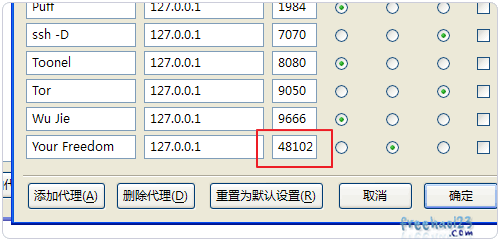 Puff 127.0.0.1 1984
ssh -D 127.0.0.1 7070
Toonel 127.0.0.1 8080
Tor 127.0.0.1 9050
Wu Jie 127.0.0.1 9666
Your Freedom 127.0.0.1 48102
添加代理(A) 删除代理(D) 重置为默认设置(R) 取消 确定